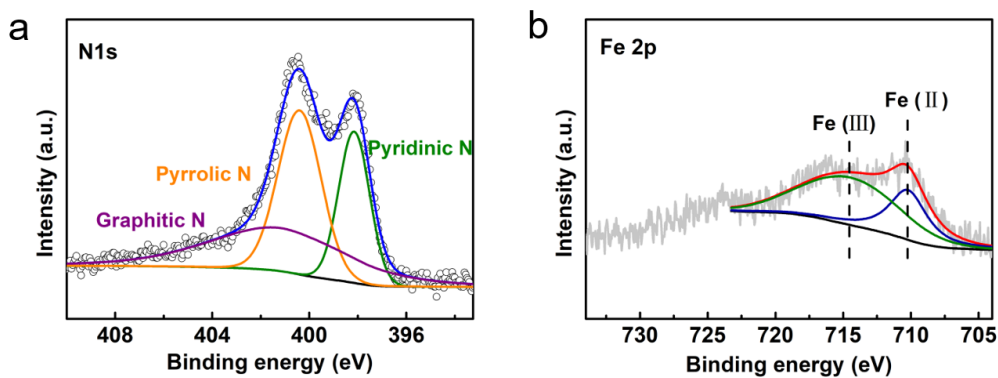 a
N1s
Pyrrolic N
Pyridinic N
Graphitic N
Intensity (a.u.)
408 404 400 396
Binding energy (eV)
b
Fe 2p
Fe (Ⅱ)
Fe (Ⅲ)
Intensity (a.u.)
730 725 720 715 710 704
Binding energy (eV)